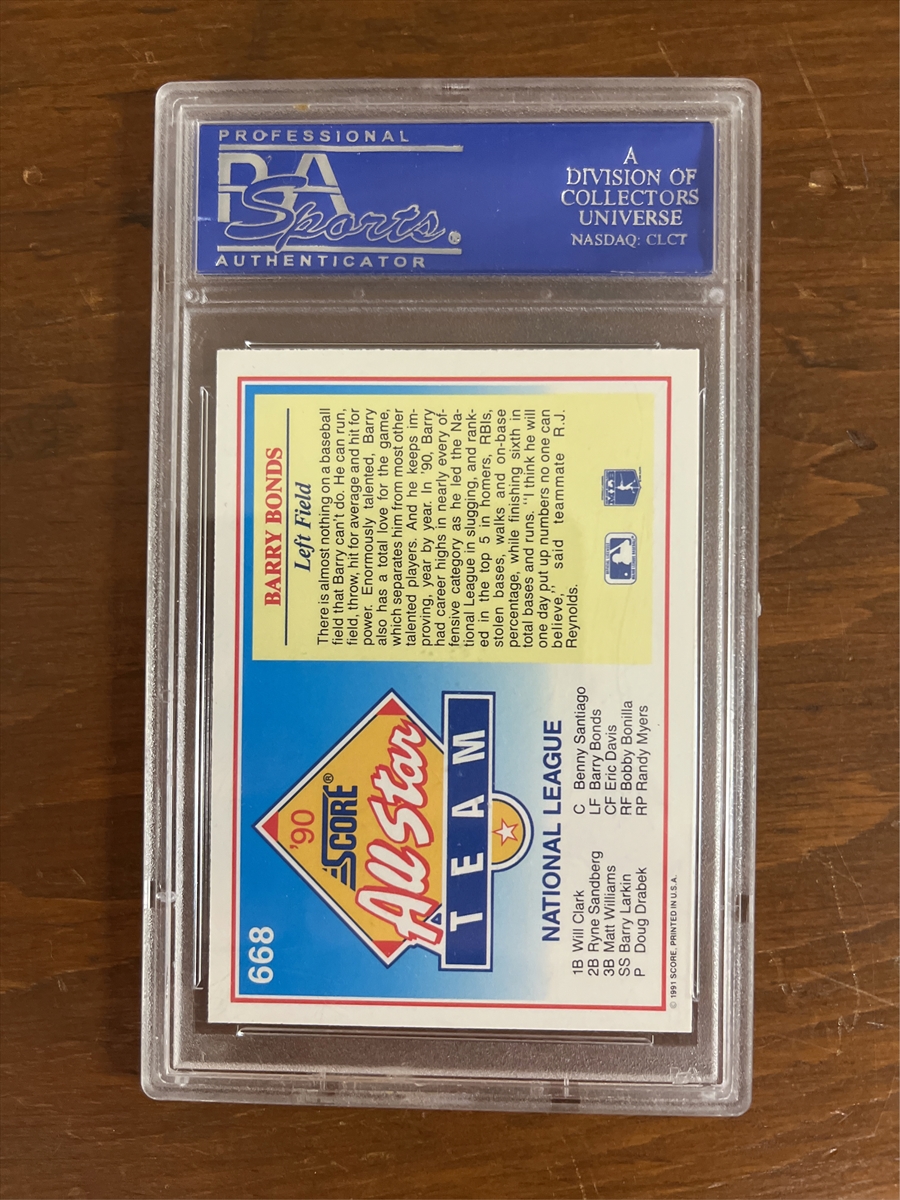 PROFESSIONAL
PSA
Sports®
AUTHENTICATOR
A
DIVISION OF
COLLECTORS
UNIVERSE
NASDAQ: CLCT
668
'90
SCORE®
All Star
TEAM
NATIONAL LEAGUE
1B Will Clark
2B Ryne Sandberg
3B Matt Williams
SS Barry Larkin
P Doug Drabek
C Benny Santiago
LF Barry Bonds
CF Eric Davis
RF Bobby Bonilla
RP Randy Myers
© 1991 SCORE, PRINTED IN U.S.A.
BARRY BONDS
Left Field
There is almost nothing on a baseball
field that Barry can't do. He can run,
field, throw, hit for average and hit for
power. Enormously talented, Barry
also has a total love for the game,
which separates him from most other
talented players. And he keeps im-
proving, year by year. In '90, Barry
had career highs in nearly every of-
fensive category as he led the Na-
tional League in slugging, and rank-
ed in the top 5 in homers, RBIs,
stolen bases, walks and on-base
percentage, while finishing sixth in
total bases and runs. "I think he will
one day put up numbers no one can
believe," said teammate R.J.
Reynolds.